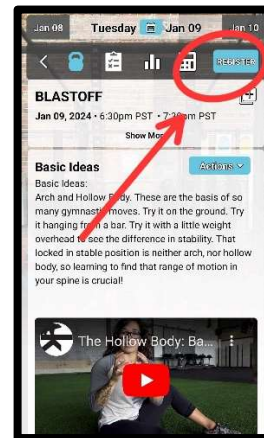 Jan 08
Tuesday
Jan 09
Jan 10
REGISTER
BLASTOFF
Jan 09, 2024 • 6:30pm PST - 7:30pm PST
Show More
Basic Ideas
Actions
Basic Ideas:
Arch and Hollow Body. These are the basis of so
many gymnastic moves. Try it on the ground. Try
it hanging from a bar. Try it with a little weight
overhead to see the difference in stability. That
locked in stable position is neither arch, nor hollow
body, so learning to find that range of motion in
your spine is crucial!
The Hollow Body: Ba...